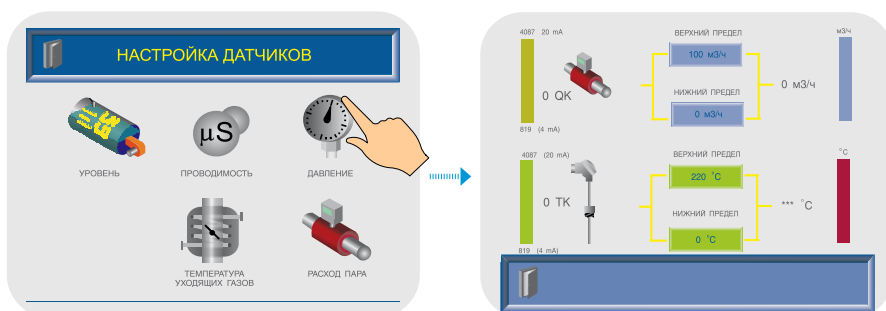 НАСТРОЙКА ДАТЧИКОВ
µS
УРОВЕНЬ
ПРОВОДИМОСТЬ
ДАВЛЕНИЕ
ТЕМПЕРАТУРА
УХОДЯЩИХ ГАЗОВ
РАСХОД ПАРА
4087 20 mA
ВЕРХНИЙ ПРЕДЕЛ
м3/ч
100 м3/ч
0 QK
НИЖНИЙ ПРЕДЕЛ
0 м3/ч
0 м3/ч
819 (4 mA)
4087 (20 mA)
ВЕРХНИЙ ПРЕДЕЛ
°C
220 °C
0 TK
*** °C
НИЖНИЙ ПРЕДЕЛ
0 °C
819 (4 mA)